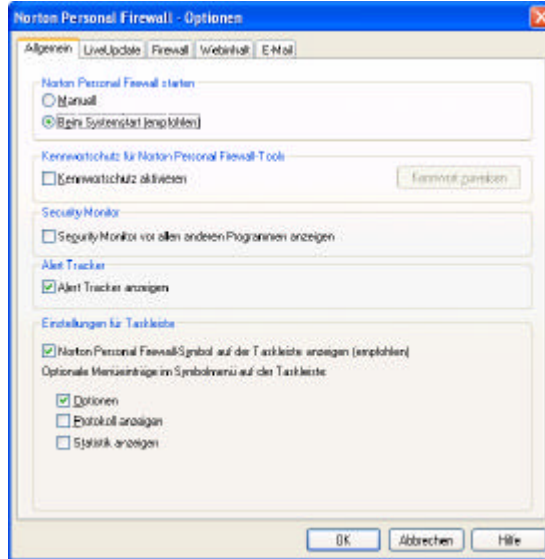 Norton Personal Firewall - Optionen
Allgemein LiveUpdate Firewall Webinhalt E-Mail
Norton Personal Firewall starten
Manuell
Beim Systemstart (empfohlen)
Kennwortschutz für Norton Personal Firewall-Tools
Kennwortschutz aktivieren Kennwort zuweisen
Security Monitor
Security Monitor vor allen anderen Programmen anzeigen
Alert Tracker
Alert Tracker anzeigen
Einstellungen für Taskleiste
Norton Personal Firewall-Symbol auf der Taskleiste anzeigen (empfohlen)
Optionale Menüeinträge im Symbolmenü auf der Taskleiste
Optionen
Protokoll anzeigen
Statistik anzeigen
OK Abbrechen Hilfe